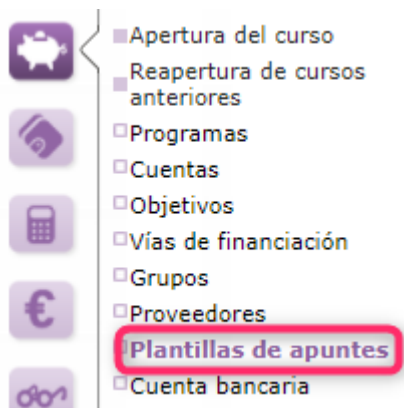 Apertura del curso
Reapertura de cursos
anteriores
Programas
Cuentas
Objetivos
Vías de financiación
Grupos
Proveedores
Plantillas de apuntes
Cuenta bancaria
€